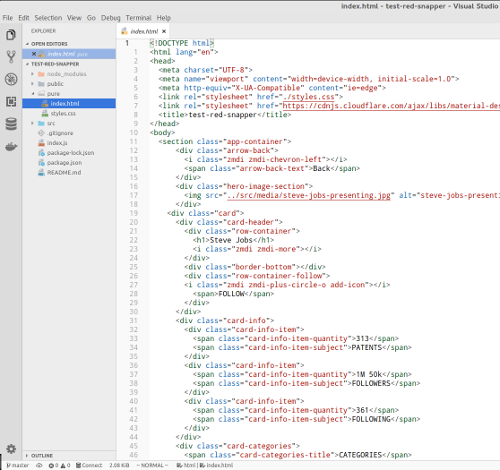 index.html - test-red-snapper - Visual Studio
File Edit Selection View Go Debug Terminal Help
EXPLORER
OPEN EDITORS
index.html pure
TEST-RED-SNAPPER
node_modules
public
pure
index.html
styles.css
src
.gitignore
index.js
package-lock.json
package.json
README.md
OUTLINE
index.html
1 <!DOCTYPE html>
2 <html lang="en">
3 <head>
4 <meta charset="UTF-8">
5 <meta name="viewport" content="width=device-width, initial-scale=1.0">
6 <meta http-equiv="X-UA-Compatible" content="ie=edge">
6 <link rel="stylesheet" href="./styles.css">
7 <link rel="stylesheet" href="https://cdnjs.cloudflare.com/ajax/libs/material-des
8 <title>test-red-snapper</title>
9 </head>
10 <body>
11 <section class="app-container">
12 <div class="arrow-back">
13 <i class="zmdi zmdi-chevron-left"></i>
14 <span class="arrow-back-text">Back</span>
15 </div>
16 <div class="hero-image-section">
17 <img src="../src/media/steve-jobs-presenting.jpg" alt="steve-jobs-present
18 </div>
19 <div class="card">
20 <div class="card-header">
21 <div class="row-container">
22 <h1>Steve Jobs</h1>
23 <i class="zmdi zmdi-more"></i>
24 </div>
25 <div class="border-bottom"></div>
26 <div class="row-container-follow">
27 <i class="zmdi zmdi-plus-circle-o add-icon"></i>
28 <span>FOLLOW</span>
29 </div>
30 </div>
31 <div class="card-info">
32 <div class="card-info-item">
33 <span class="card-info-item-quantity">313</span>
34 <span class="card-info-item-subject">PATENTS</span>
35 </div>
36 <div class="card-info-item">
37 <span class="card-info-item-quantity">1M 50k</span>
38 <span class="card-info-item-subject">FOLLOWERS</span>
39 </div>
40 <div class="card-info-item">
41 <span class="card-info-item-quantity">361</span>
42 <span class="card-info-item-subject">FOLLOWING</span>
43 </div>
44 </div>
45 <div class="card-categories">
46 <span class="card-categories-title">CATEGORIES</span>
master 0 0 Connect 2.08 KiB -- NORMAL -- html | index.html